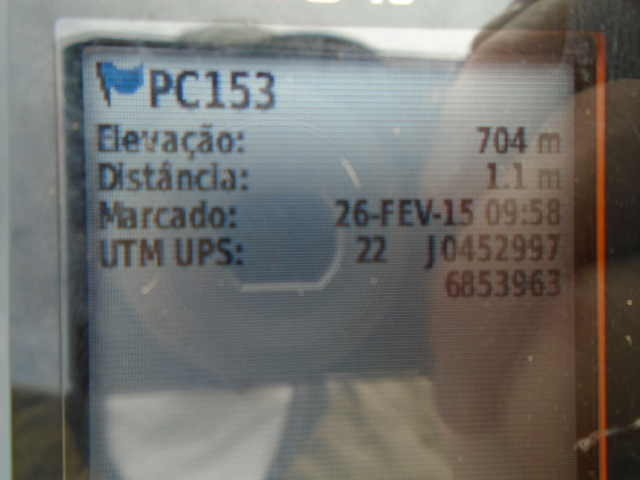 PC153
Elevação: 704 m
Distância: 1.1 m
Marcado: 26-FEV-15 09:58
UTM UPS: 22 J 0452997
6853963